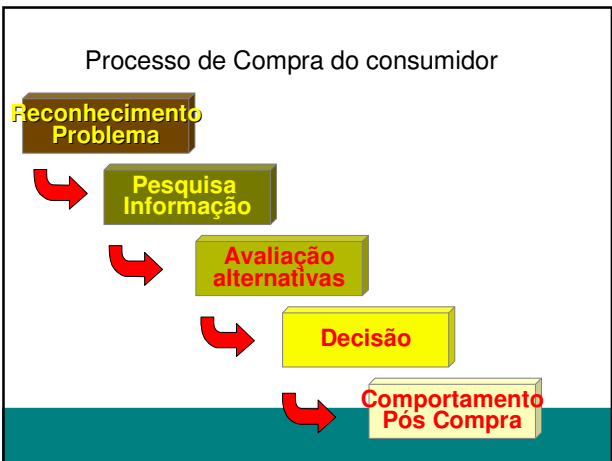 Processo de Compra do consumidor
Reconhecimento
Problema
Pesquisa
Informação
Avaliação
alternativas
Decisão
Comportamento
Pós Compra